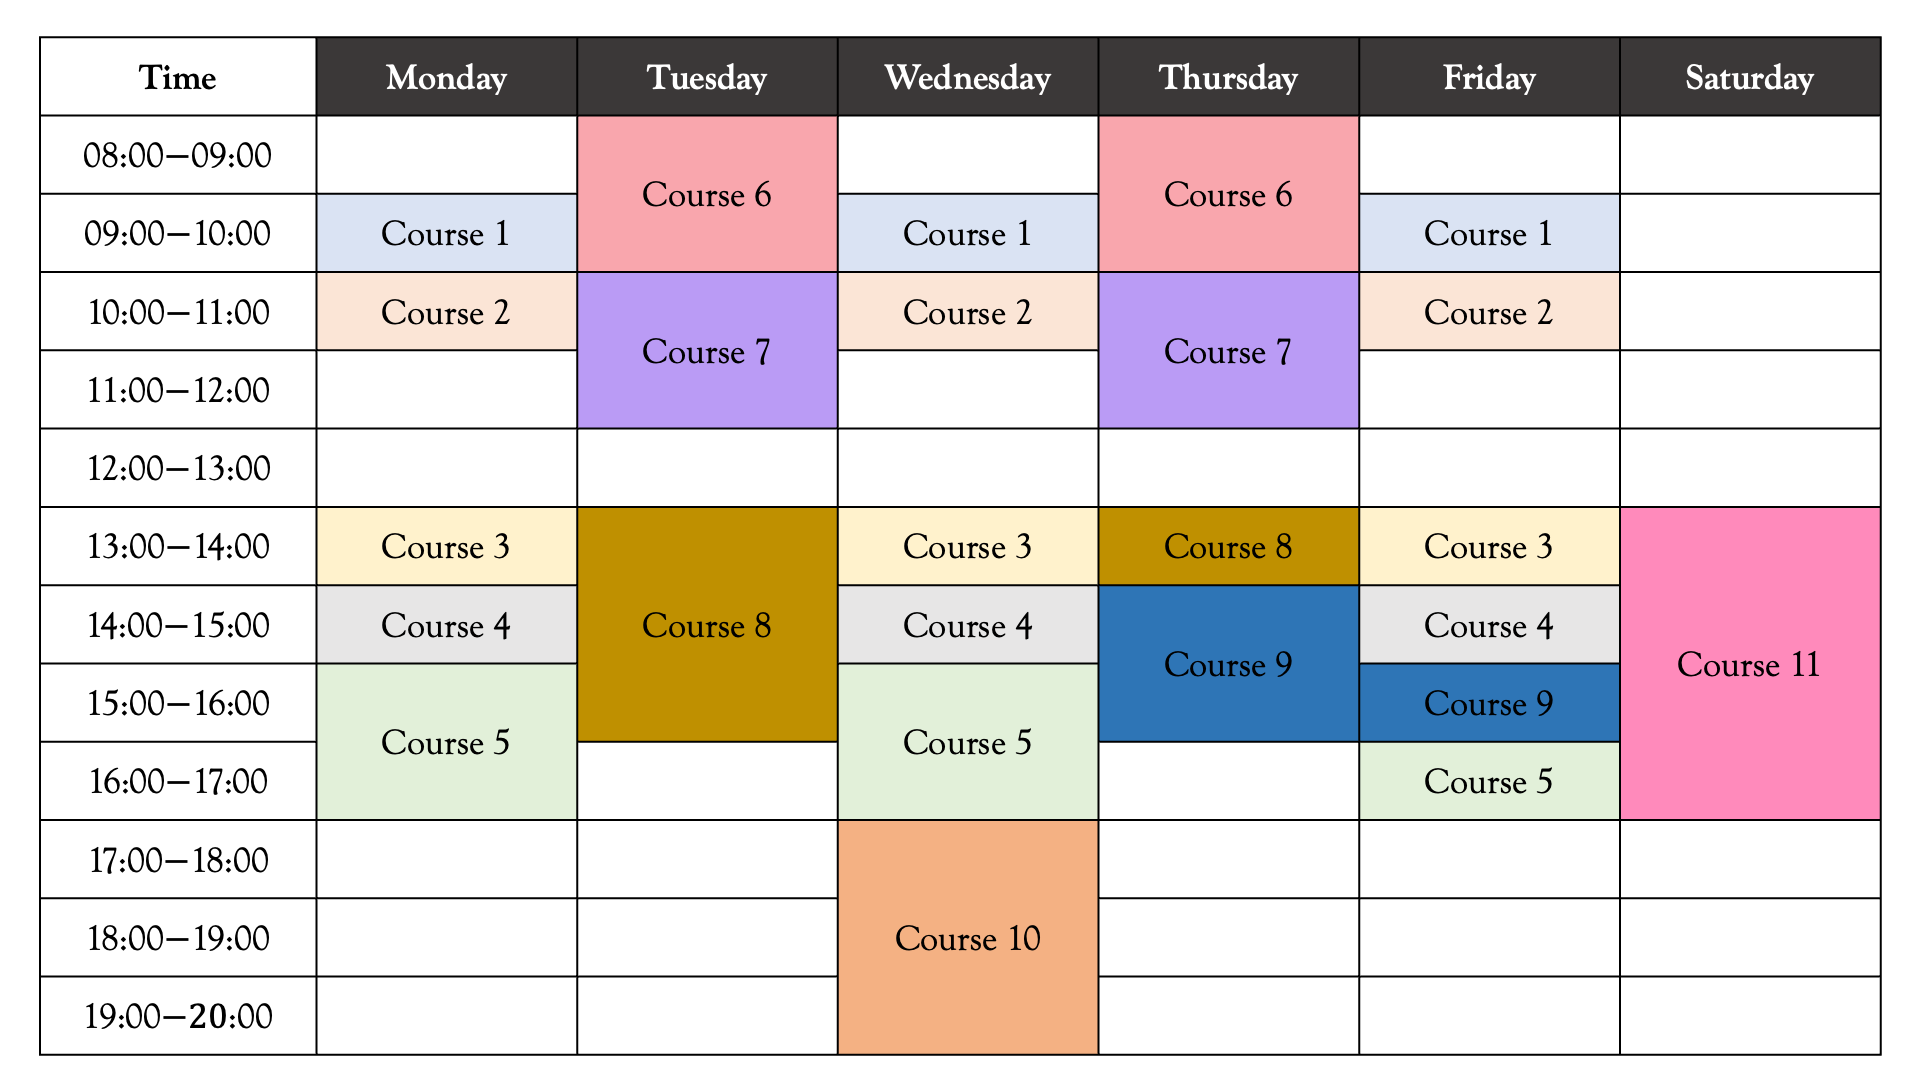 Time Monday Tuesday Wednesday Thursday Friday Saturday
08:00–09:00
Course 6 Course 6
09:00–10:00 Course 1 Course 1 Course 1
10:00–11:00 Course 2 Course 2 Course 2
Course 7 Course 7
11:00–12:00
12:00–13:00
13:00–14:00 Course 3 Course 3 Course 8 Course 3
14:00–15:00 Course 4 Course 8 Course 4 Course 4
Course 9 Course 11
15:00–16:00 Course 9
Course 5 Course 5
16:00–17:00 Course 5
17:00–18:00
18:00–19:00 Course 10
19:00–20:00